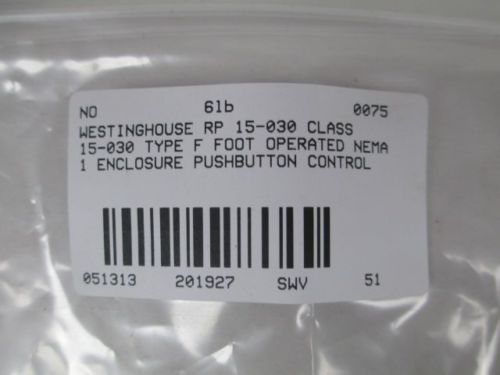 NO 6lb 0075
WESTINGHOUSE RP 15-030 CLASS
15-030 TYPE F FOOT OPERATED NEMA
1 ENCLOSURE PUSHBUTTON CONTROL
051313 201927 SWV 51